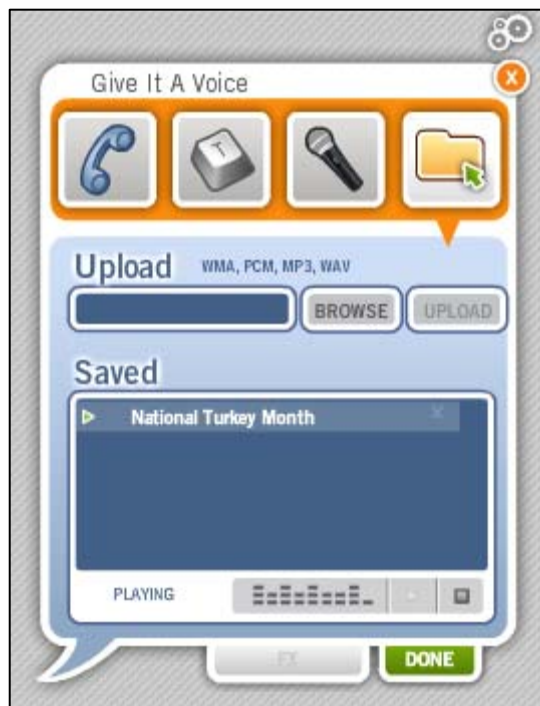 Give It A Voice
X
T
Upload WMA, PCM, MP3, WAV
BROWSE UPLOAD
Saved
National Turkey Month X
PLAYING
FX DONE